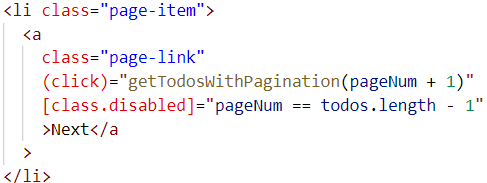 <li class="page-item">
  <a
    class="page-link"
    (click)="getTodosWithPagination(pageNum + 1)"
    [class.disabled]="pageNum == todos.length - 1"
    >Next</a
  >
</li>